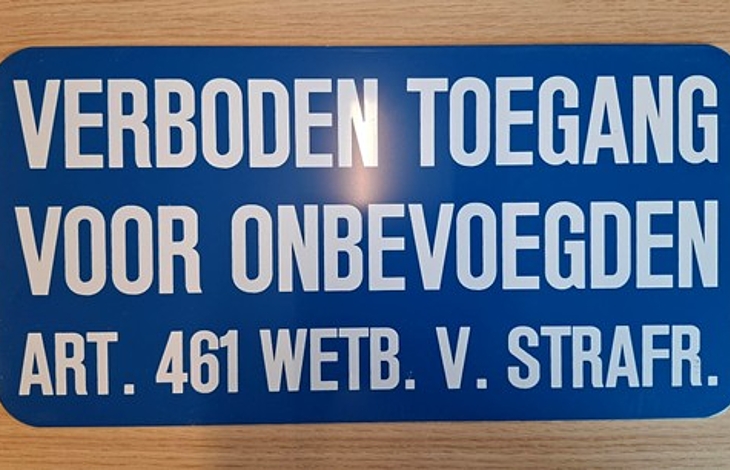 VERBODEN TOEGANG
VOOR ONBEVOEGDEN
ART. 461 WETB. V. STRAFR.